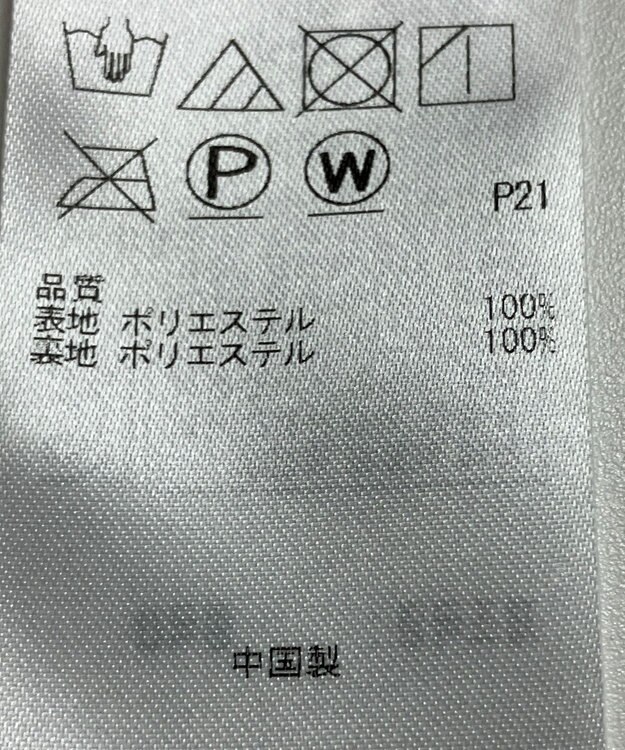 P W P21
品質
表地 ポリエステル 100%
裏地 ポリエステル 100%
中国製